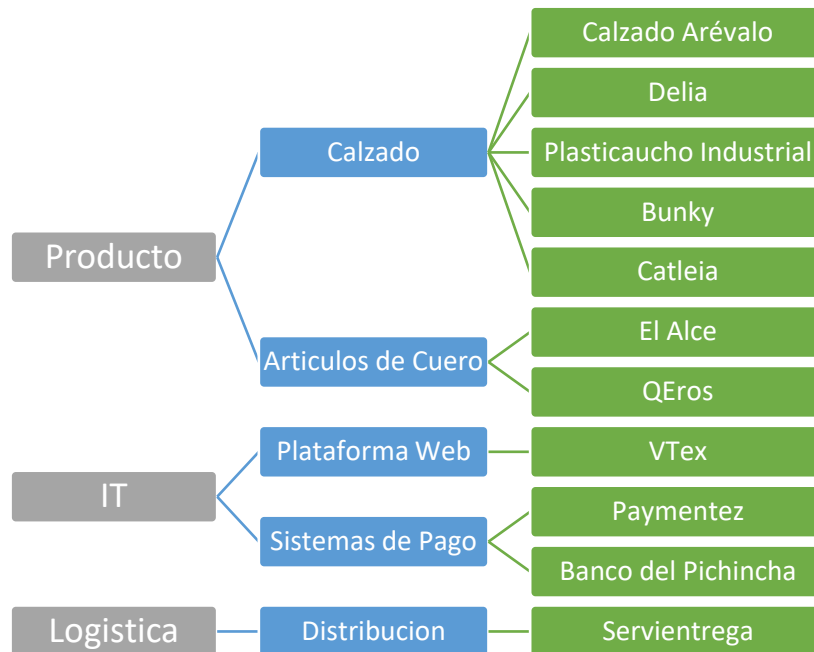 Producto
Calzado
Calzado Arévalo
Delia
Plasticaucho Industrial
Bunky
Catleia
Articulos de Cuero
El Alce
QEros
IT
Plataforma Web
VTex
Sistemas de Pago
Paymentez
Banco del Pichincha
Logistica
Distribucion
Servientrega